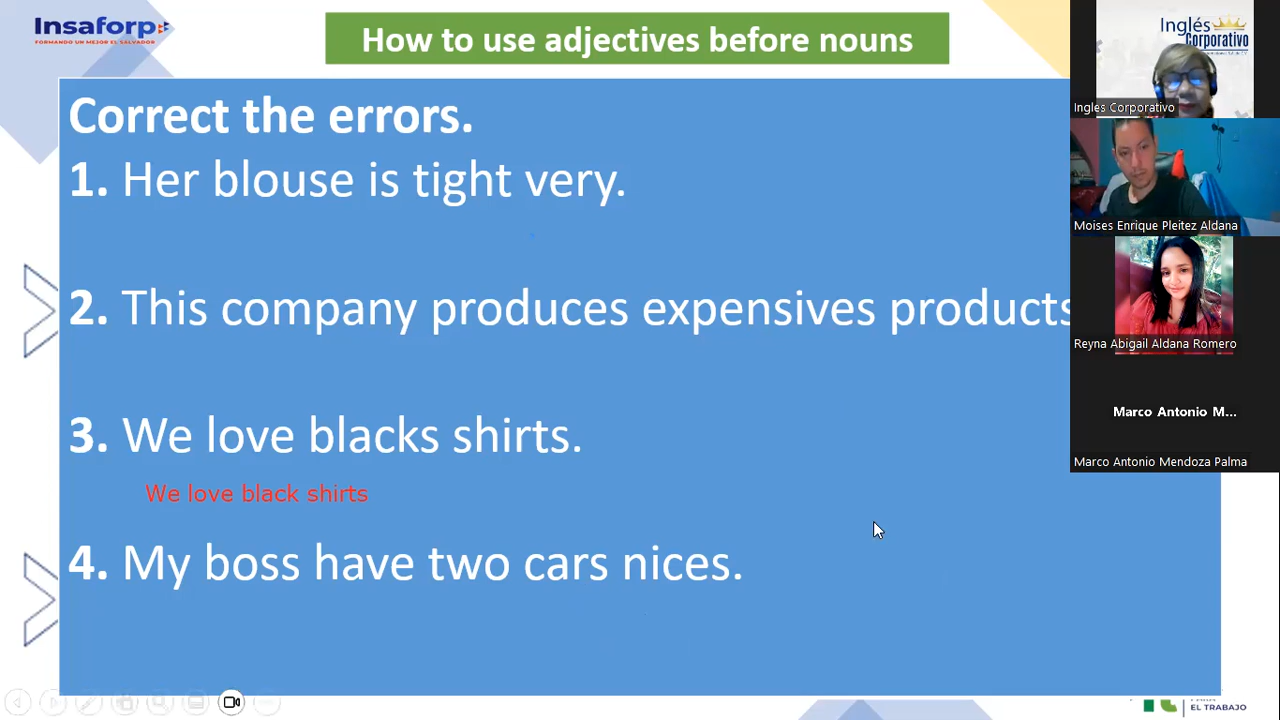 Insaforp
FORMANDO UN MEJOR EL SALVADOR
How to use adjectives before nouns
Correct the errors.
1. Her blouse is tight very.
2. This company produces expensives products
3. We love blacks shirts.
We love black shirts
4. My boss have two cars nices.
Inglés
Corporativo
Ingles Corporativo
Moises Enrique Pleitez Aldana
Reyna Abigail Aldana Romero
Marco Antonio M...
Marco Antonio Mendoza Palma
EL TRABAJO